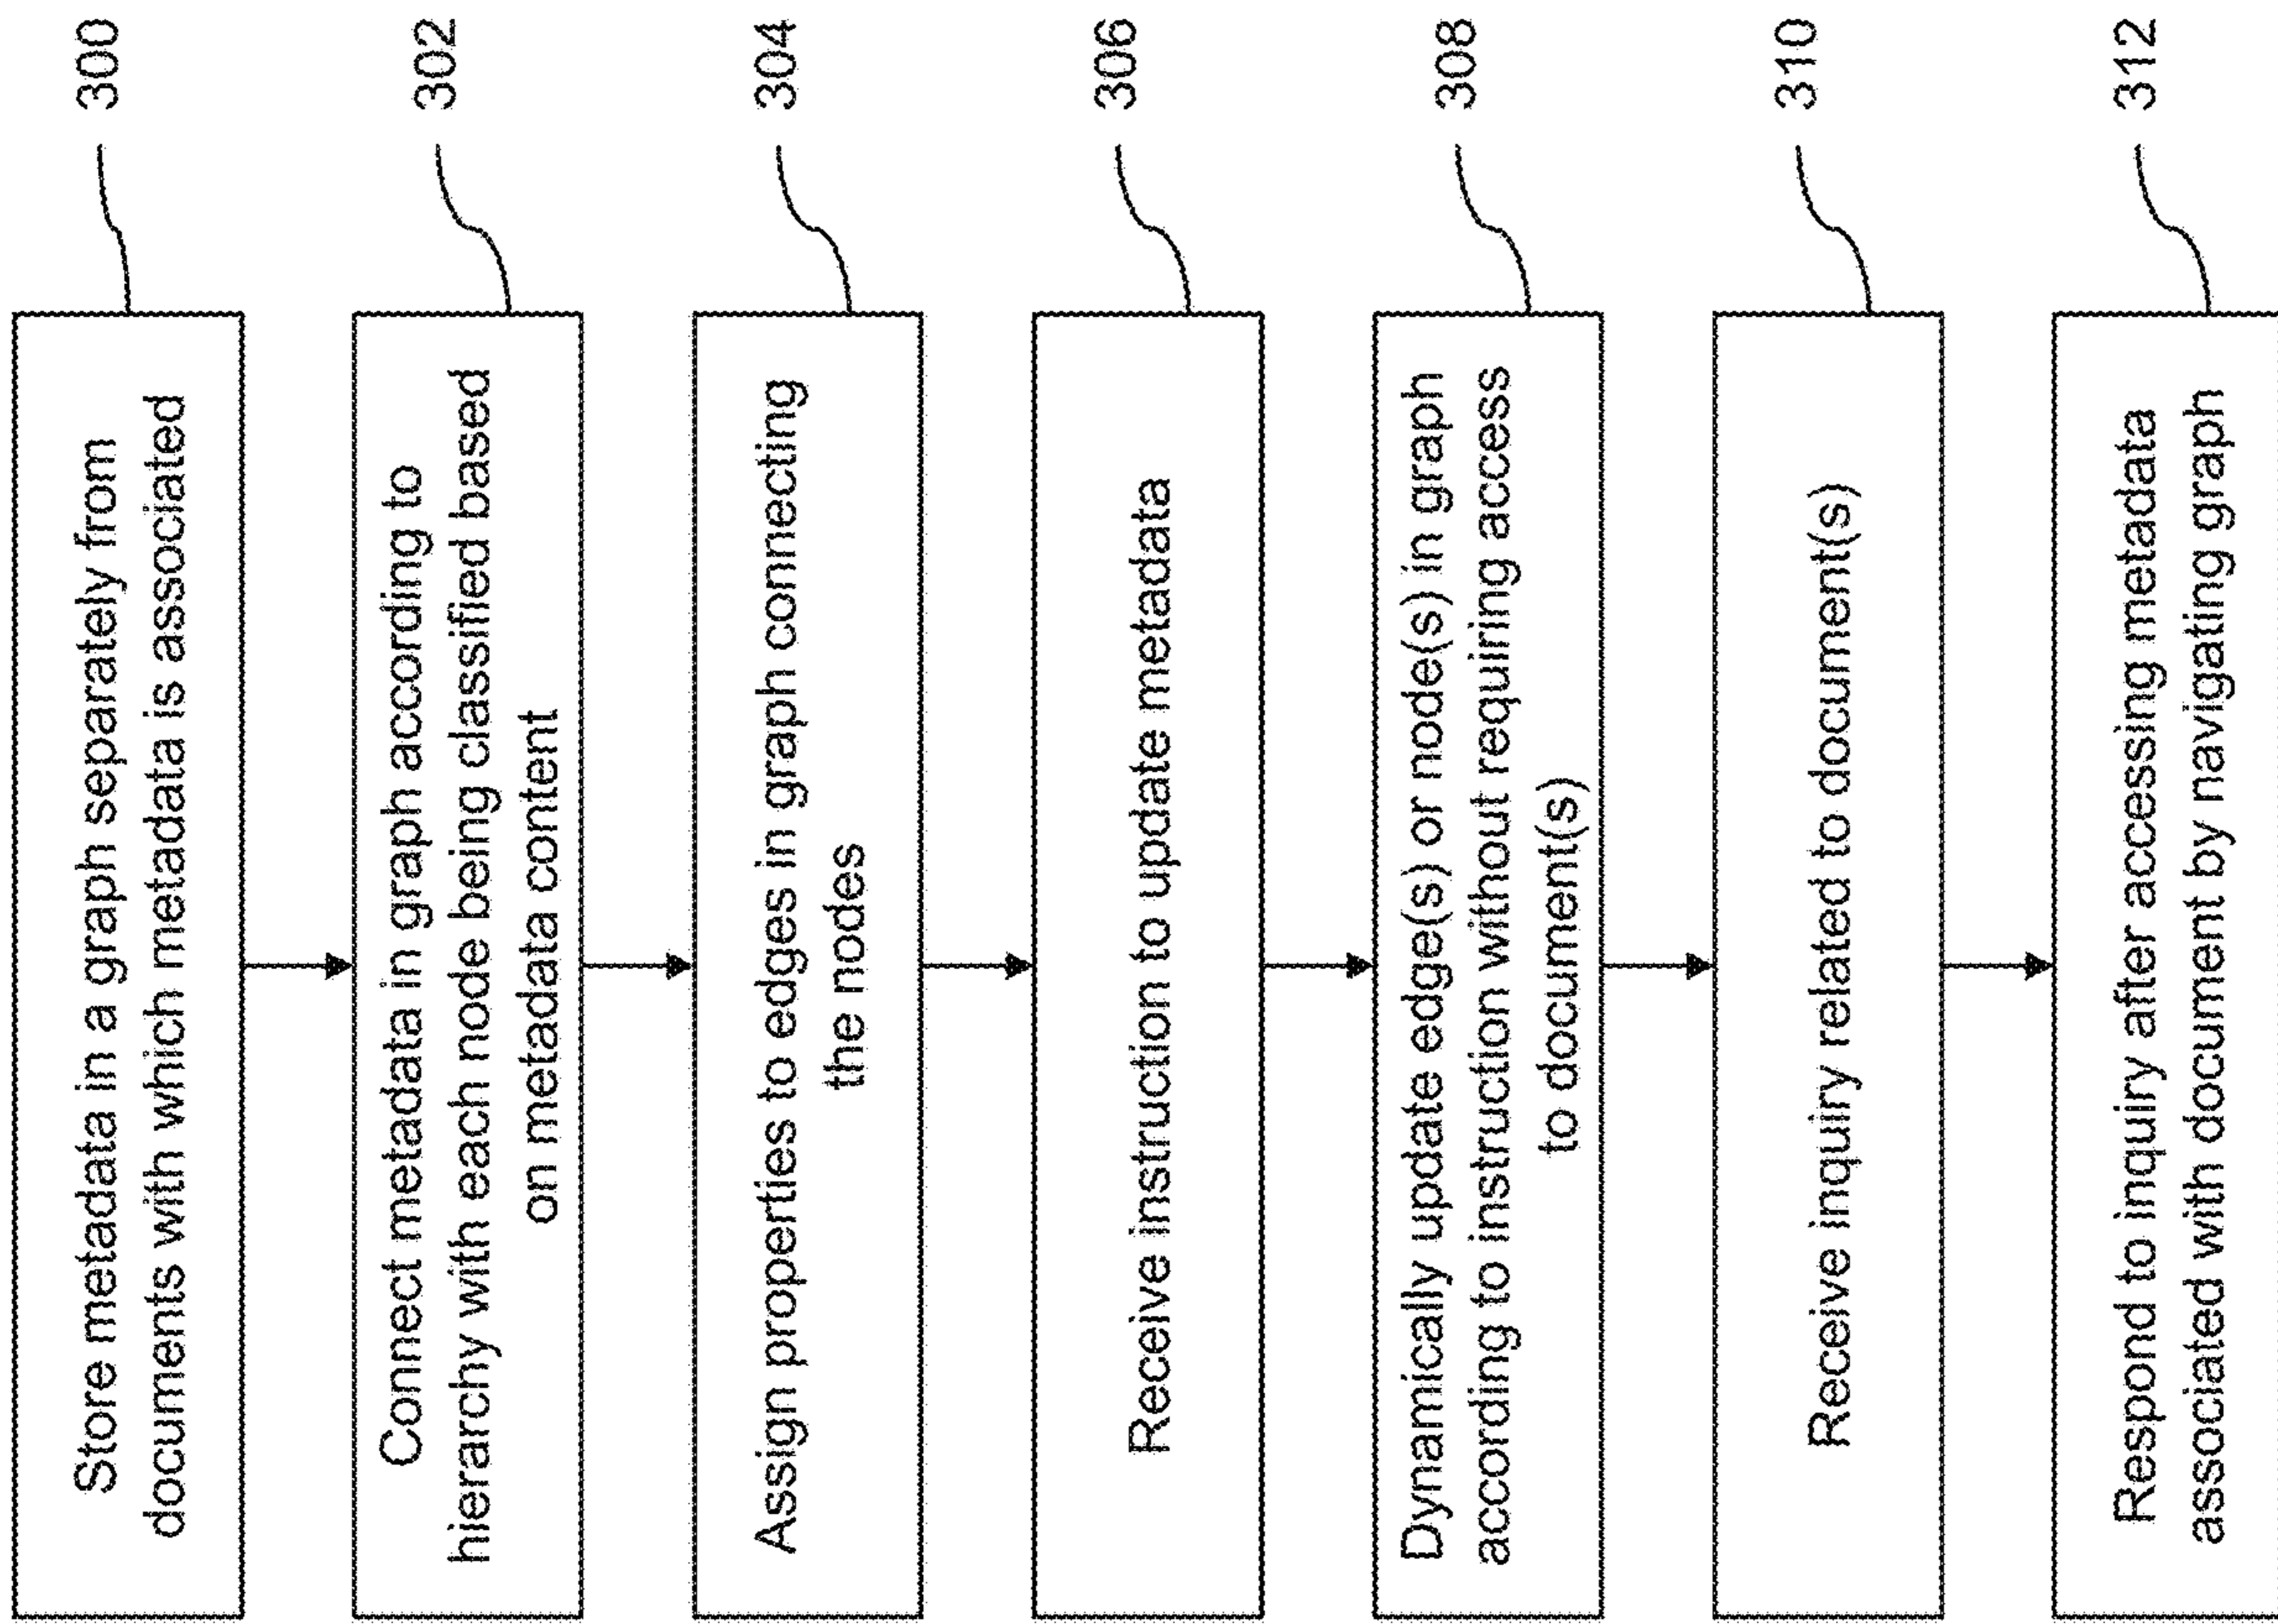 Store metadata in a graph separately from
documents with which metadata is associated
300
Connect metadata in graph according to
hierarchy with each node being classified based
on metadata content
302
Assign properties to edges in graph connecting
the nodes
304
Receive instruction to update metadata
306
Dynamically update edge(s) or node(s) in graph
according to instruction without requiring access
to document(s)
308
Receive inquiry related to document(s)
310
Respond to inquiry after accessing metadata
associated with document by navigating graph
312